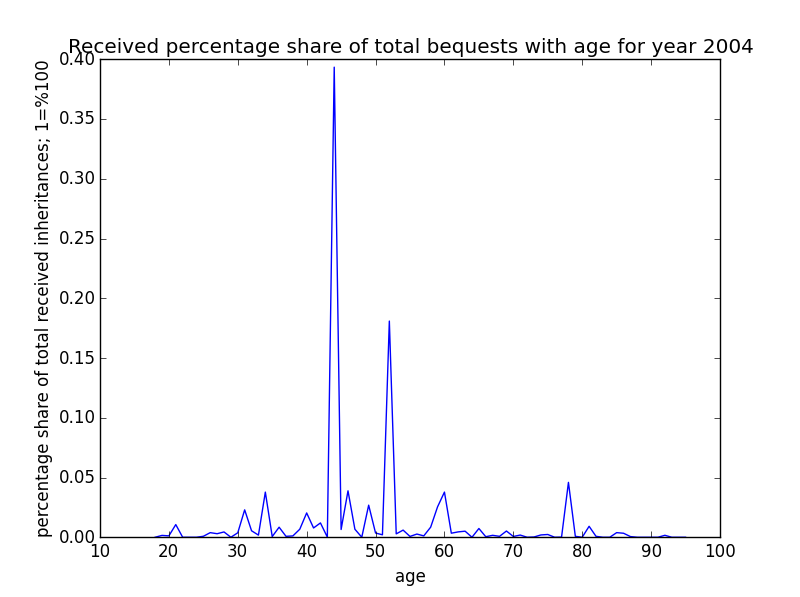 Received percentage share of total bequests with age for year 2004
percentage share of total received inheritances; 1=%100
0.40
0.35
0.30
0.25
0.20
0.15
0.10
0.05
0.00
10 20 30 40 50 60 70 80 90 100
age